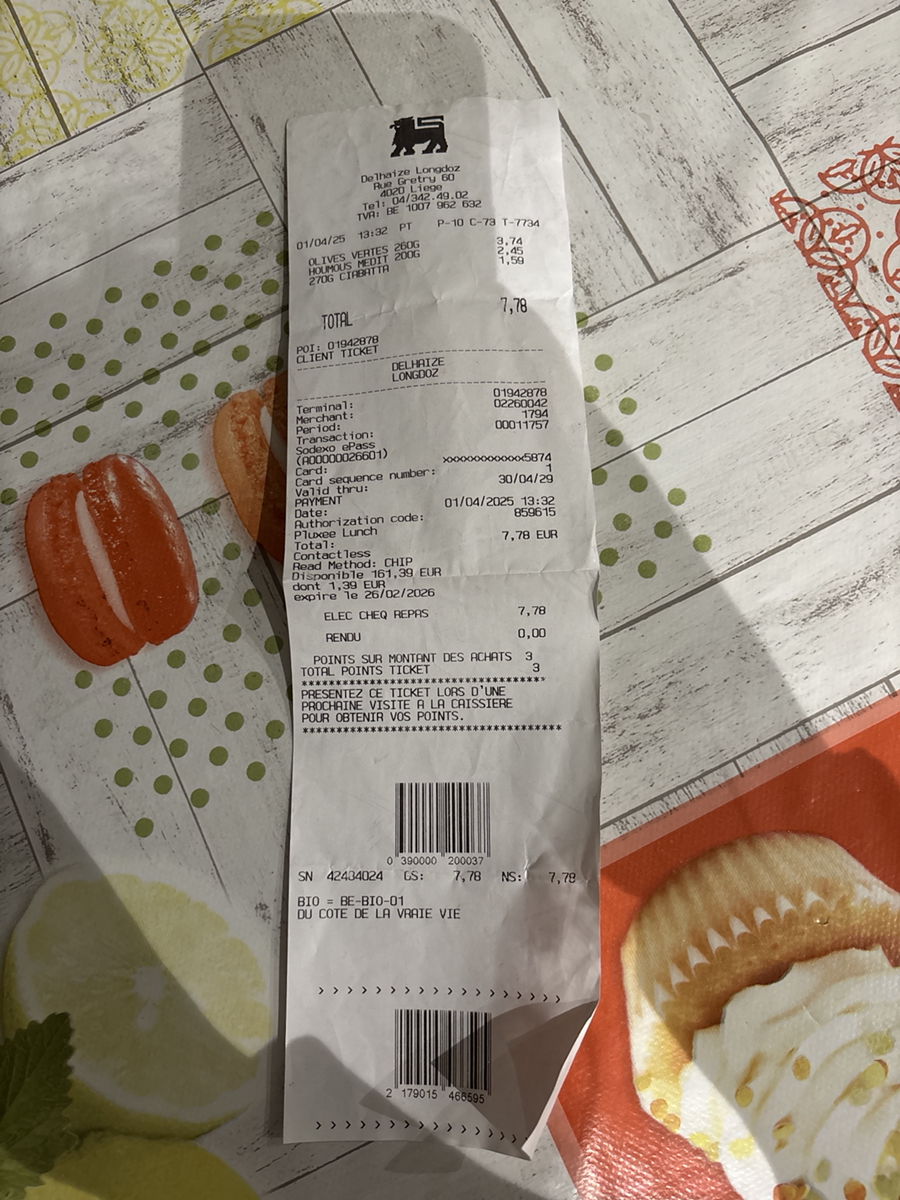 Delhaize Longdoz
Rue Gretry 60
4020 Liege
Tel: 04/342.49.02
TVA: BE 1007 962 632
01/04/25 13:32 PT P-10 C-73 T-7734
OLIVES VERTES 260G 3,74
HOUMOUS MEDIT 200G 2,45
270G CIABATTA 1,59
TOTAL 7,78
POI: 01942878
CLIENT TICKET
--------------------------------
DELHAIZE
LONGDOZ
--------------------------------
Terminal: 01942878
Merchant: 02260042
Period: 1794
Transaction: 00011757
Sodexo ePass
(A00000026601)
Card: xxxxxxxxxxxxx5874
Card sequence number: 1
Valid thru: 30/04/29
PAYMENT
Date: 01/04/2025 13:32
Authorization code: 859615
Pluxee Lunch
Total: 7,78 EUR
Contactless
Read Method: CHIP
Disponible 161,39 EUR
dont 1,39 EUR
expire le 26/02/2026
ELEC CHEQ REPAS 7,78
RENDU 0,00
POINTS SUR MONTANT DES ACHATS 3
TOTAL POINTS TICKET 3
**************************************
PRESENTEZ CE TICKET LORS D'UNE
PROCHAINE VISITE A LA CAISSIERE
POUR OBTENIR VOS POINTS.
**************************************
0 390000 200037
SN 42434024 GS: 7,78 NS: 7,78
BIO = BE-BIO-01
DU COTE DE LA VRAIE VIE
> > > > > > > > > > > > > > > >
2 179015 466595
> > > > > > > > > > > > > > >